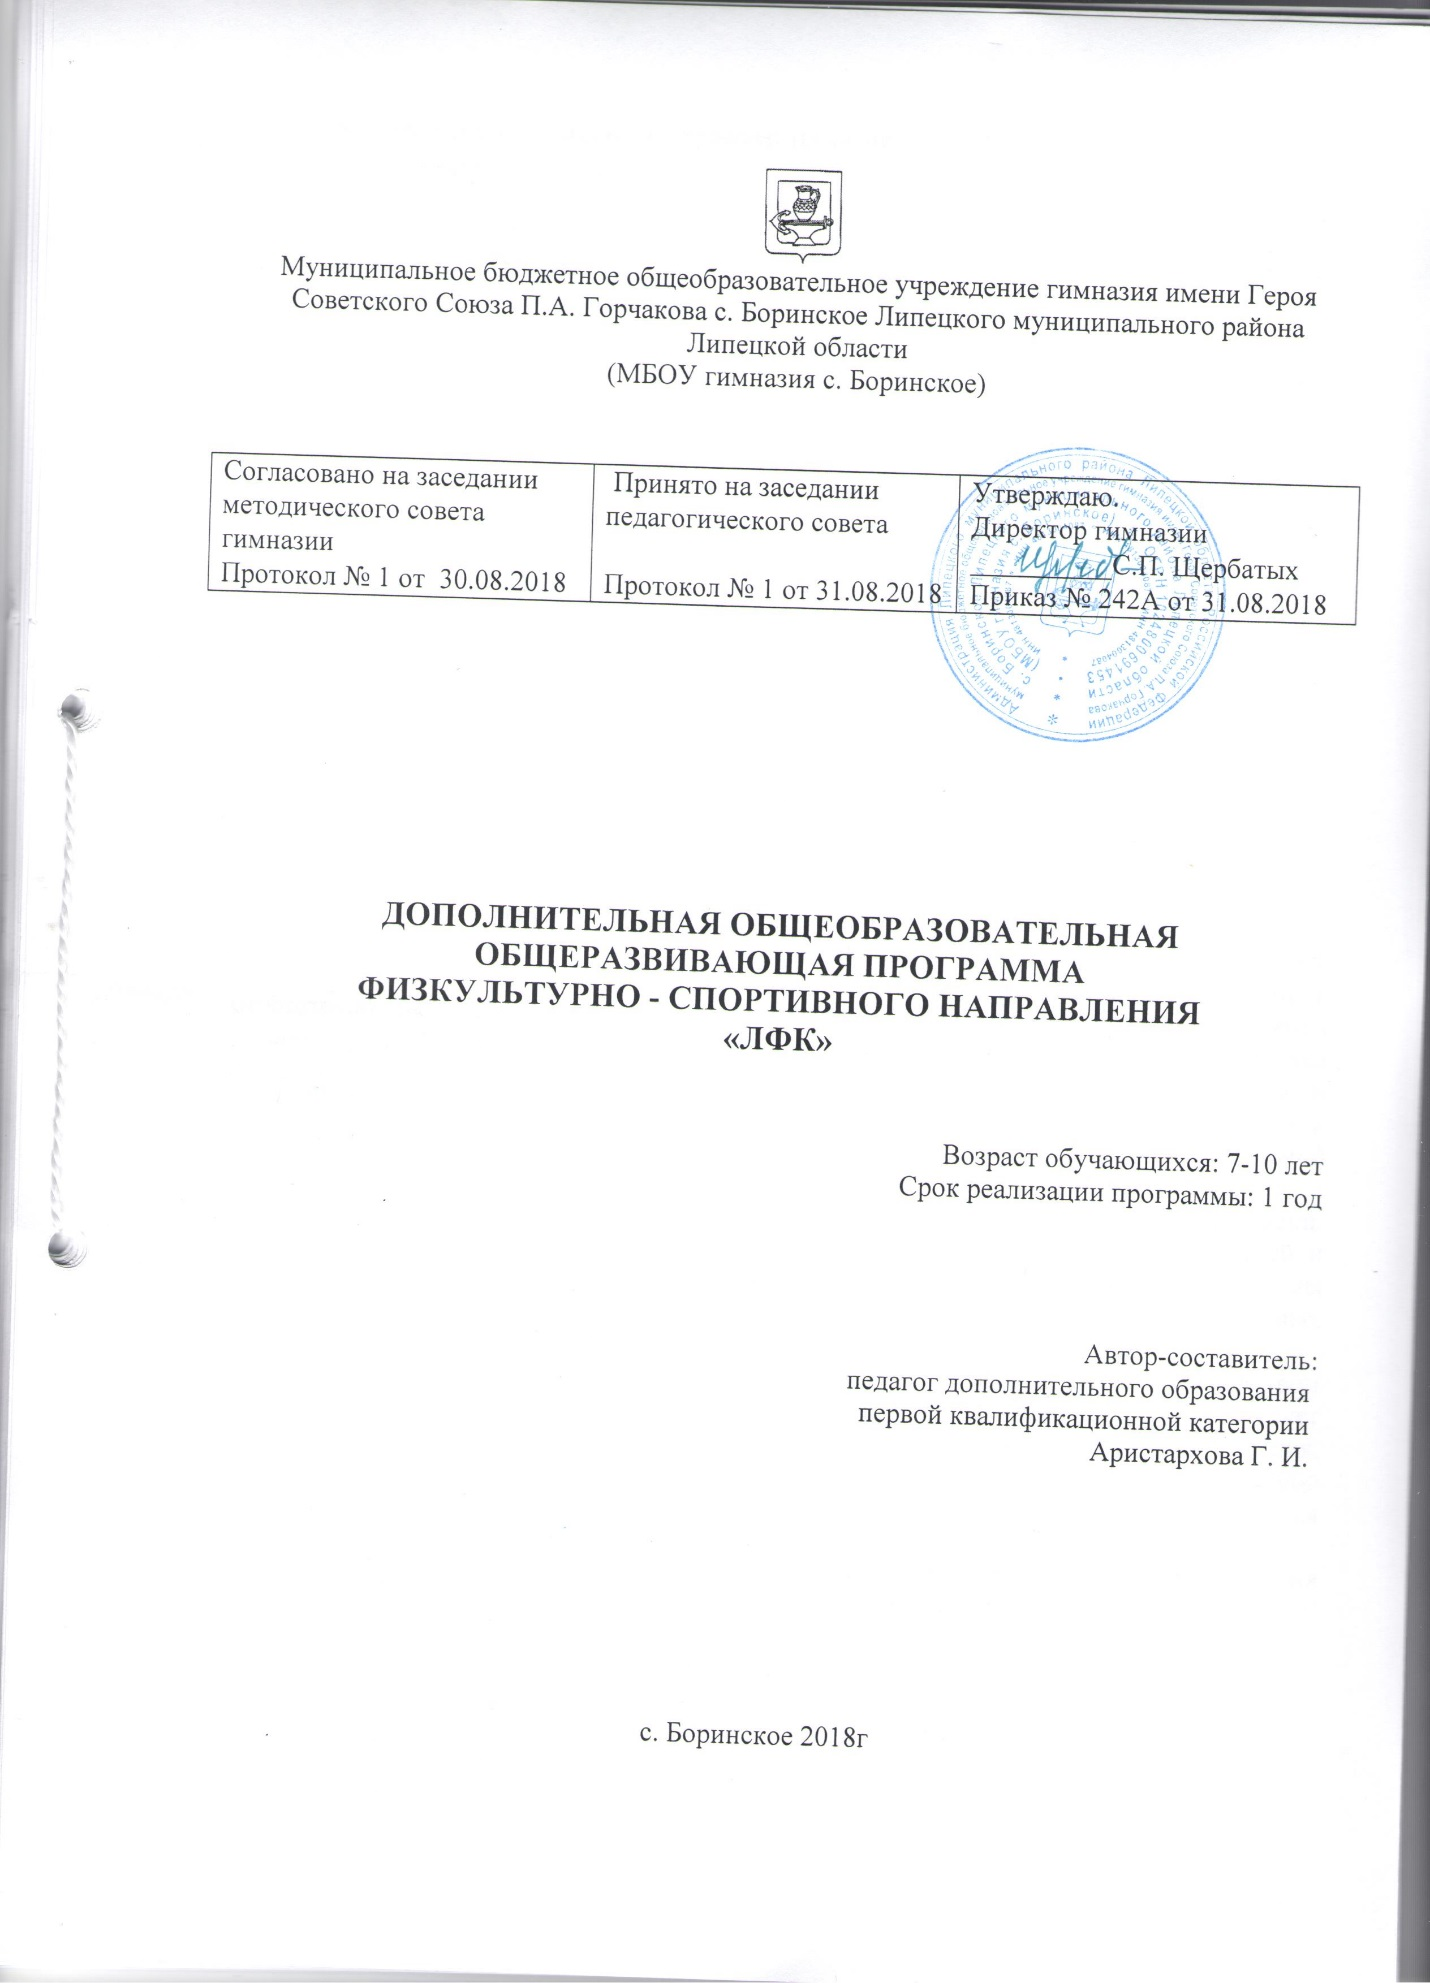 Муниципальное бюджетное общеобразовательное учреждение гимназия имени Героя
Советского Союза П.А. Горчакова с. Боринское Липецкого муниципального района
Липецкой области
(МБОУ гимназия с. Боринское)
Согласовано на заседании
методического совета
гимназии
Протокол № 1 от 30.08.2018
Принято на заседании
педагогического совета
Протокол № 1 от 31.08.2018
Утверждаю.
Директор гимназии
__________С.П. Щербатых
Приказ № 242А от 31.08.2018
ДОПОЛНИТЕЛЬНАЯ ОБЩЕОБРАЗОВАТЕЛЬНАЯ
ОБЩЕРАЗВИВАЮЩАЯ ПРОГРАММА
ФИЗКУЛЬТУРНО - СПОРТИВНОГО НАПРАВЛЕНИЯ
«ЛФК»
Возраст обучающихся: 7-10 лет
Срок реализации программы: 1 год
Автор-составитель:
педагог дополнительного образования
первой квалификационной категории
Аристархова Г. И.
с. Боринское 2018г